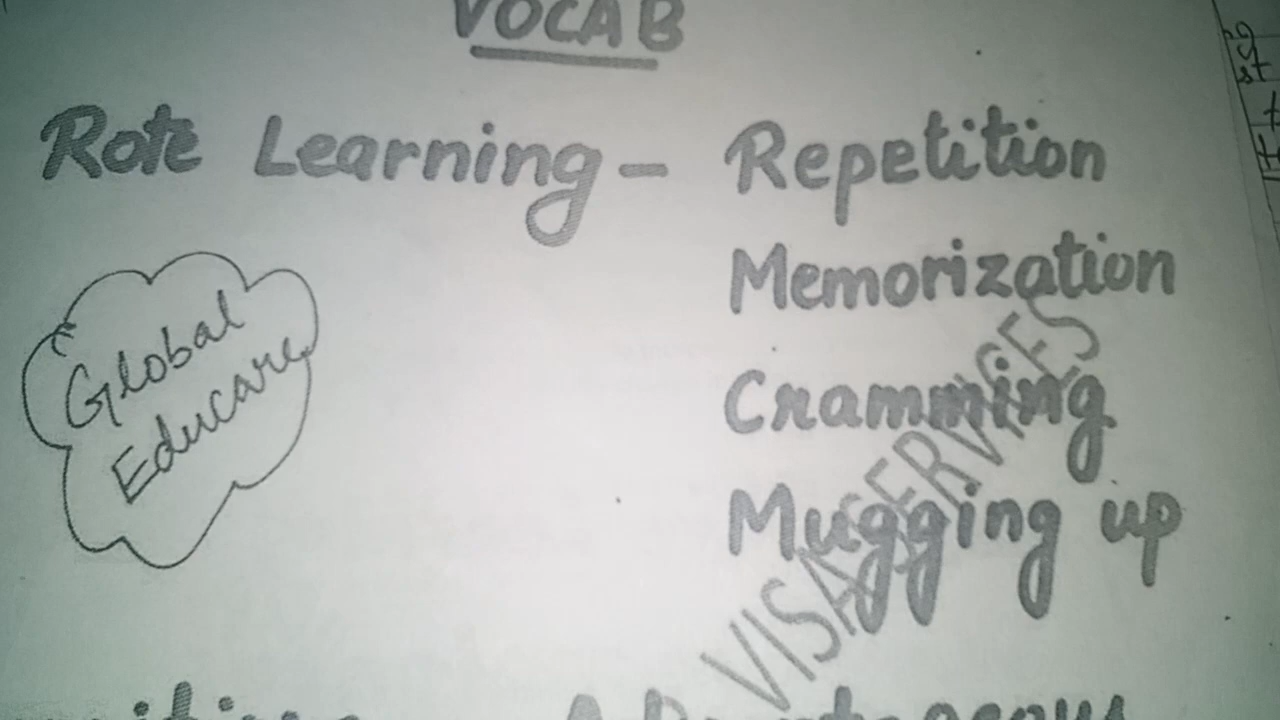 VOCAB
Rote Learning - Repetition
Memorization
Cramming
Mugging up
Global
Educare
VISA SERVICES